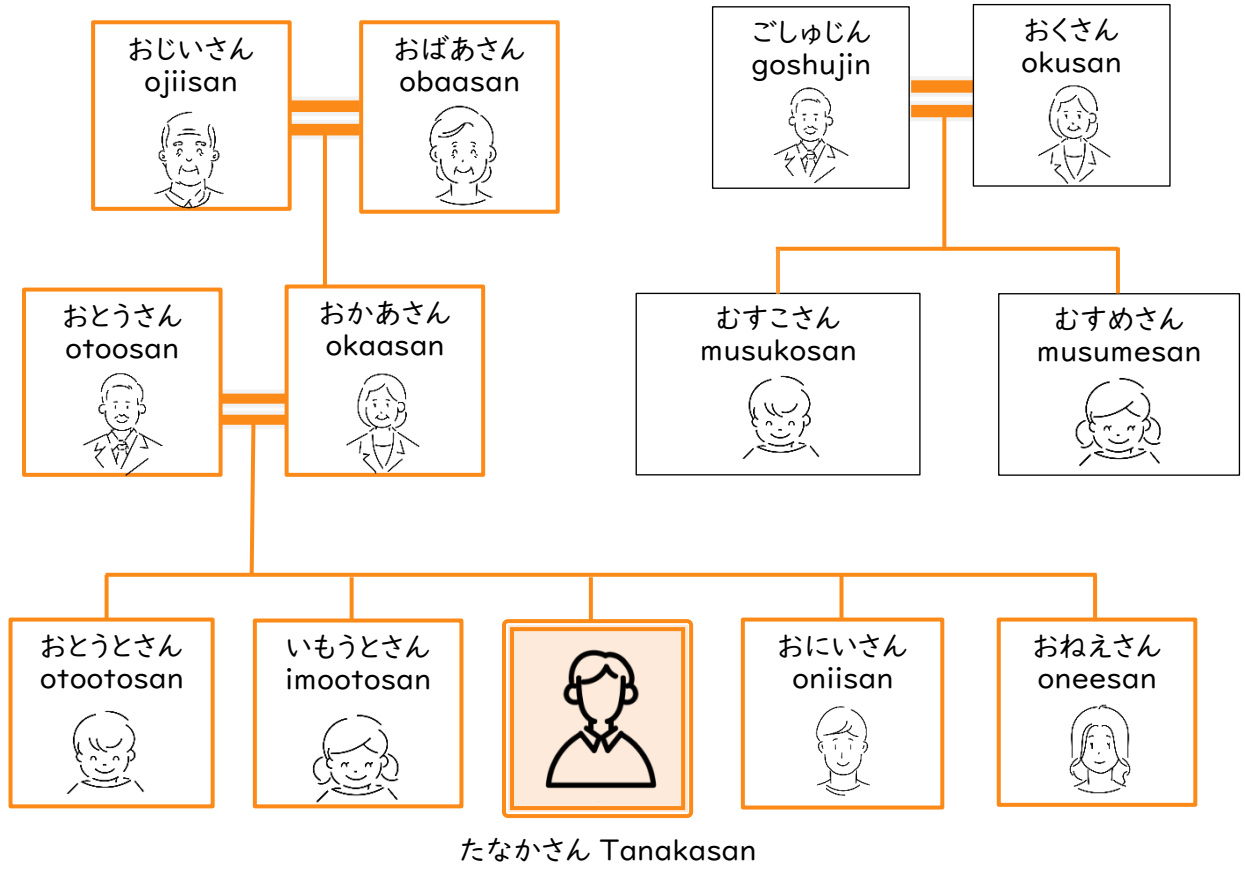 おじいさん
ojiisan
おばあさん
obaasan
ごしゅじん
goshujin
おくさん
okusan
おとうさん
otoosan
おかあさん
okaasan
むすこさん
musukosan
むすめさん
musumesan
おとうとさん
otootosan
いもうとさん
imootosan
おにいさん
oniisan
おねえさん
oneesan
たなかさん Tanakasan